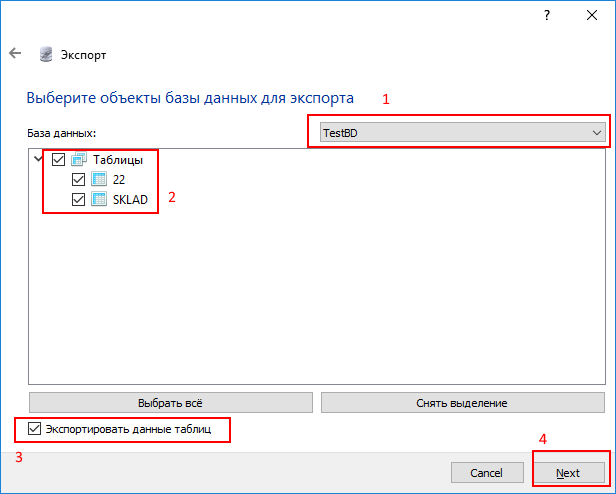 ?
Экспорт
Выберите объекты базы данных для экспорта
1
База данных:
TestBD
Таблицы
22
SKLAD
2
Выбрать всё
Снять выделение
Экспортировать данные таблиц
3
4
Cancel
Next